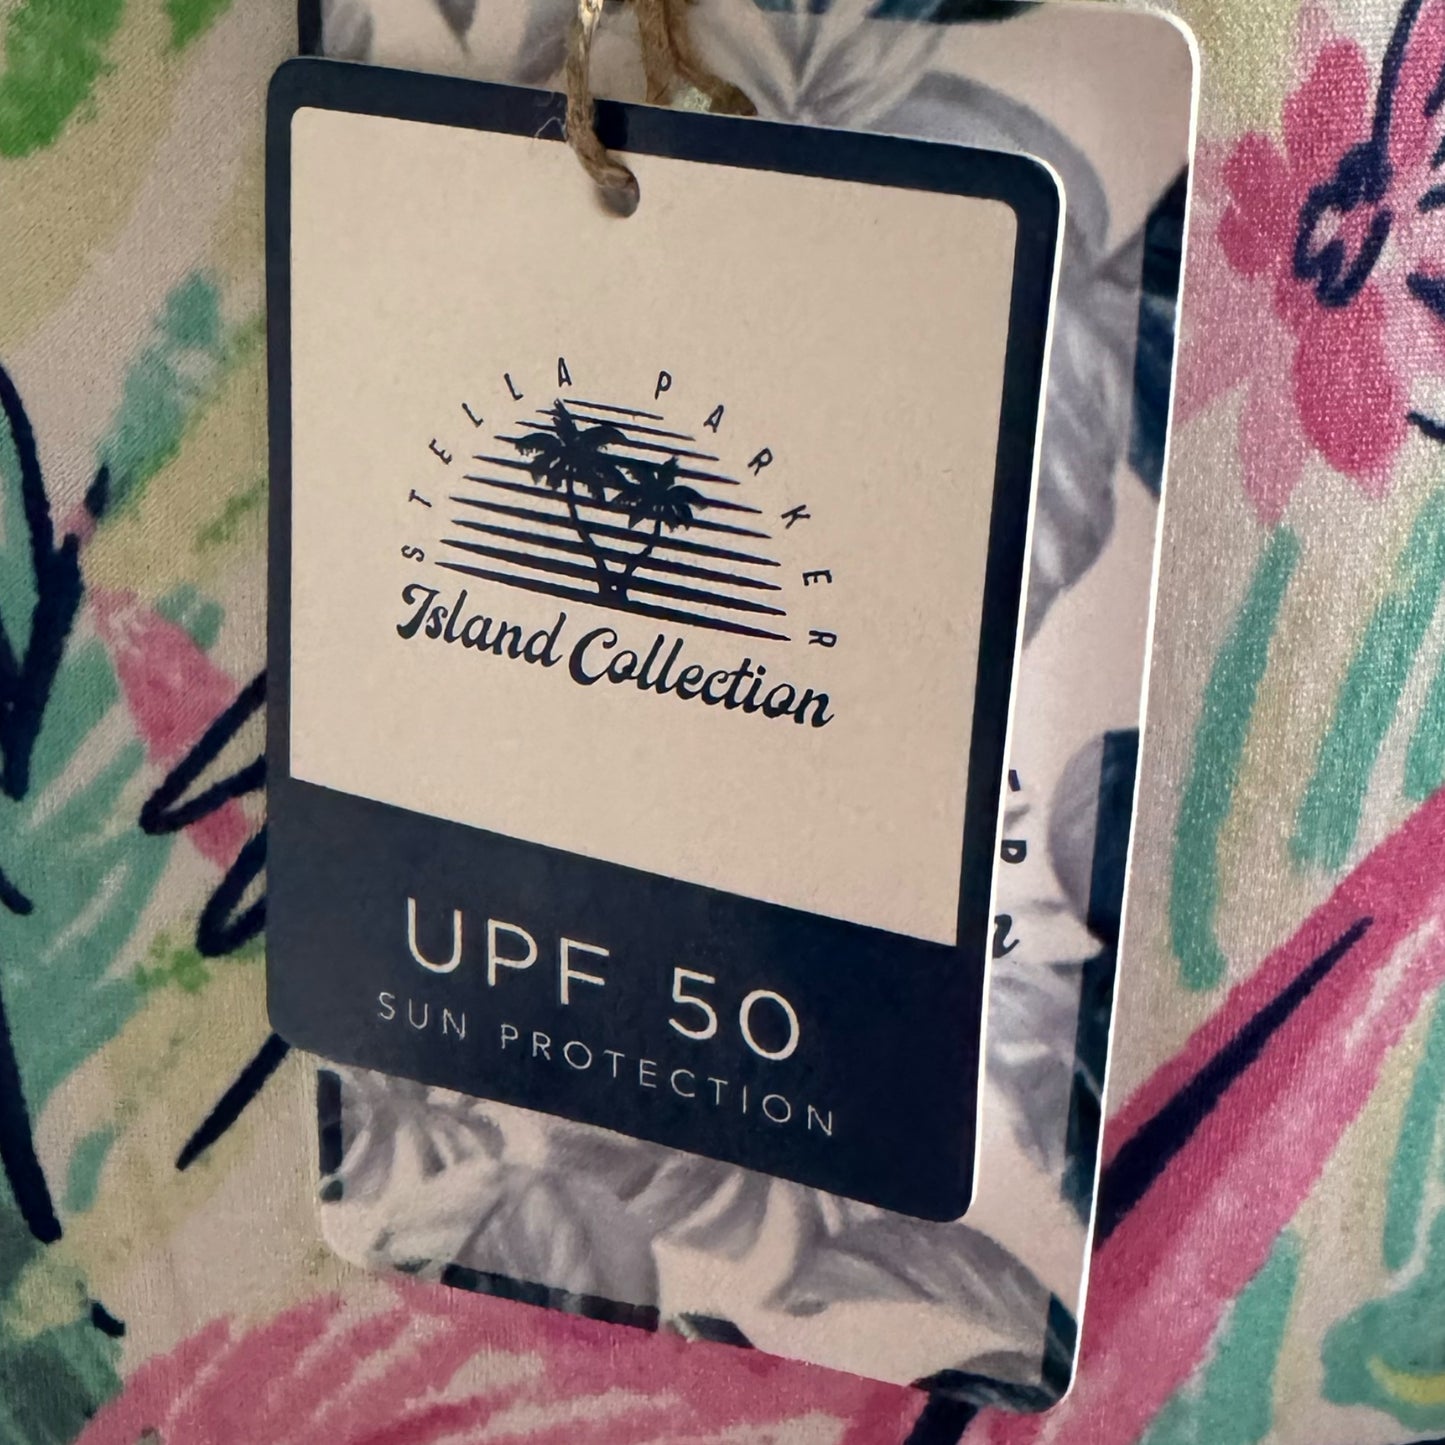 STELLA PARKER
Island Collection
UPF 50
SUN PROTECTION